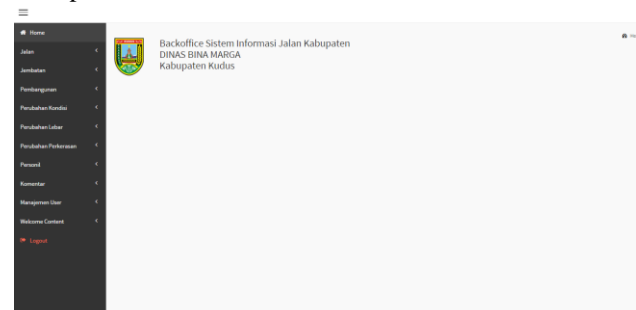 Home
Backoffice Sistem Informasi Jalan Kabupaten
DINAS BINA MARGA
Kabupaten Kudus
Jalan
Jembatan
Pembangunan
Perubahan Kondisi
Perubahan Lebar
Perubahan Perkerasan
Personil
Komentar
Manajemen User
Welcome Content
Logout